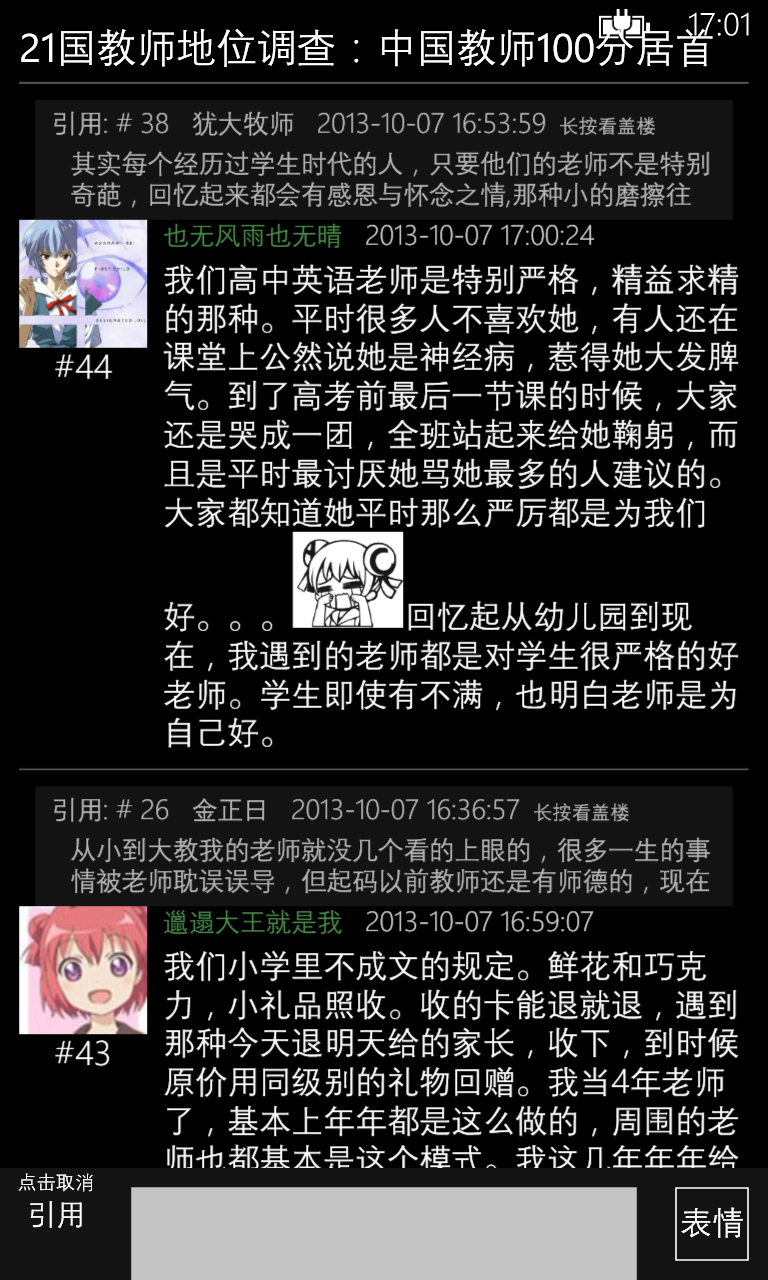 17:01
21国教师地位调查：中国教师100分居首
引用: # 38 犹大牧师 2013-10-07 16:53:59 长按看盖楼
其实每个经历过学生时代的人，只要他们的老师不是特别
奇葩，回忆起来都会有感恩与怀念之情,那种小的磨擦往
也无风雨也无晴 2013-10-07 17:00:24
#44
我们高中英语老师是特别严格，精益求精
的那种。平时很多人不喜欢她，有人还在
课堂上公然说她是神经病，惹得她大发脾
气。到了高考前最后一节课的时候，大家
还是哭成一团，全班站起来给她鞠躬，而
且是平时最讨厌她骂她最多的人建议的。
大家都知道她平时那么严厉都是为我们
好。。。回忆起从幼儿园到现
在，我遇到的老师都是对学生很严格的好
老师。学生即使有不满，也明白老师是为
自己好。
引用: # 26 金正日 2013-10-07 16:36:57 长按看盖楼
从小到大教我的老师就没几个看的上眼的，很多一生的事
情被老师耽误误导，但起码以前教师还是有师德的，现在
邋遢大王就是我 2013-10-07 16:59:07
#43
我们小学里不成文的规定。鲜花和巧克
力，小礼品照收。收的卡能退就退，遇到
那种今天退明天给的家长，收下，到时候
原价用同级别的礼物回赠。我当4年老师
了，基本上年年都是这么做的，周围的老
师也都基本是这个模式。我这几年年年给
点击取消
引用
表情